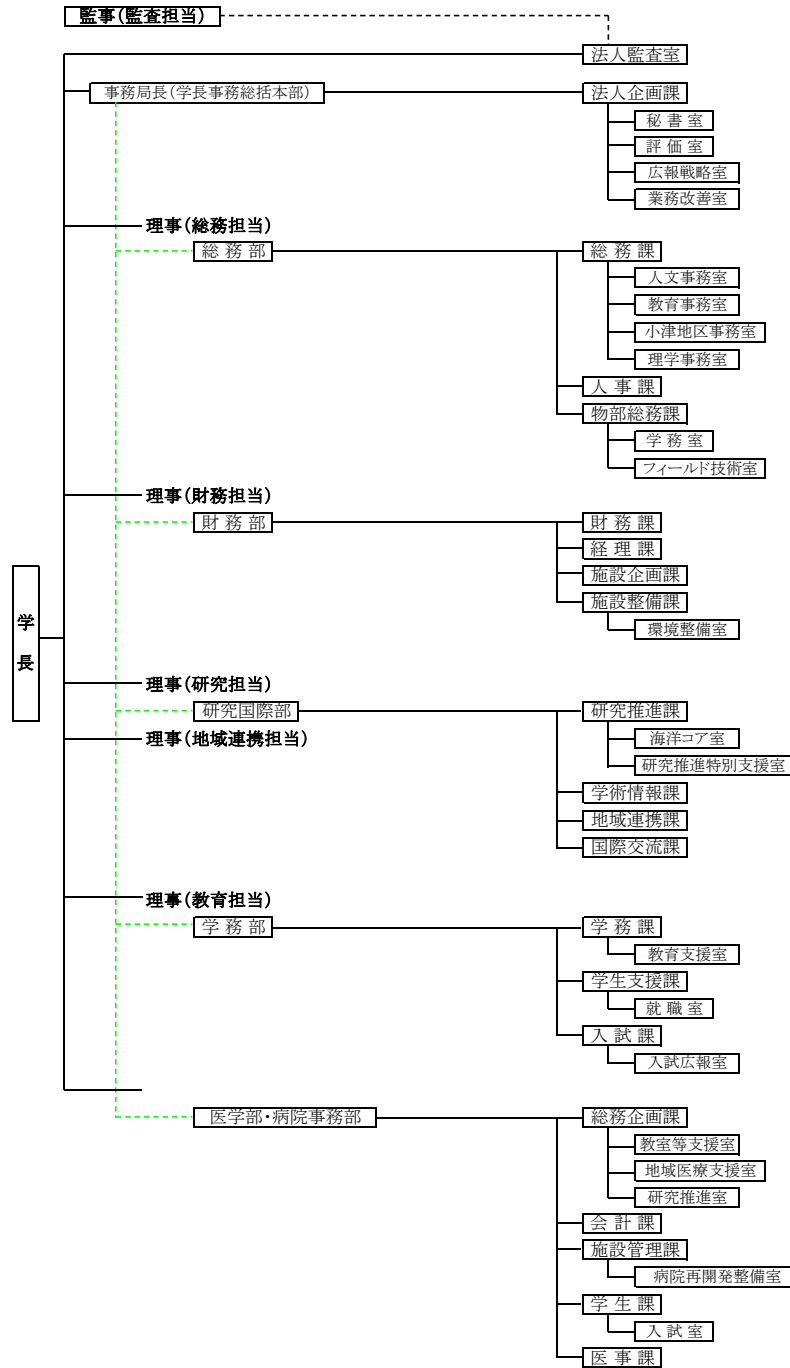 監事(監査担当)
法人監査室
事務局長(学長事務総括本部)
法人企画課
秘書室
評価室
広報戦略室
業務改善室
理事(総務担当)
総務部
総務課
人文事務室
教育事務室
小津地区事務室
理学事務室
人事課
物部総務課
学務室
フィールド技術室
理事(財務担当)
財務部
財務課
経理課
施設企画課
施設整備課
環境整備室
学長
理事(研究担当)
研究国際部
研究推進課
理事(地域連携担当)
海洋コア室
研究推進特別支援室
学術情報課
地域連携課
国際交流課
理事(教育担当)
学務部
学務課
教育支援室
学生支援課
就職室
入試課
入試広報室
医学部・病院事務部
総務企画課
教室等支援室
地域医療支援室
研究推進室
会計課
施設管理課
病院再開発整備室
学生課
入試室
医事課